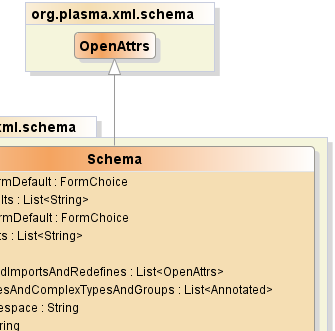 org.plasma.xml.schema
OpenAttrs
xml.schema
Schema
rmDefault : FormChoice
lts : List<String>
rmDefault : FormChoice
ts : List<String>
dImportsAndRedefines : List<OpenAttrs>
esAndComplexTypesAndGroups : List<Annotated>
espace : String
ring